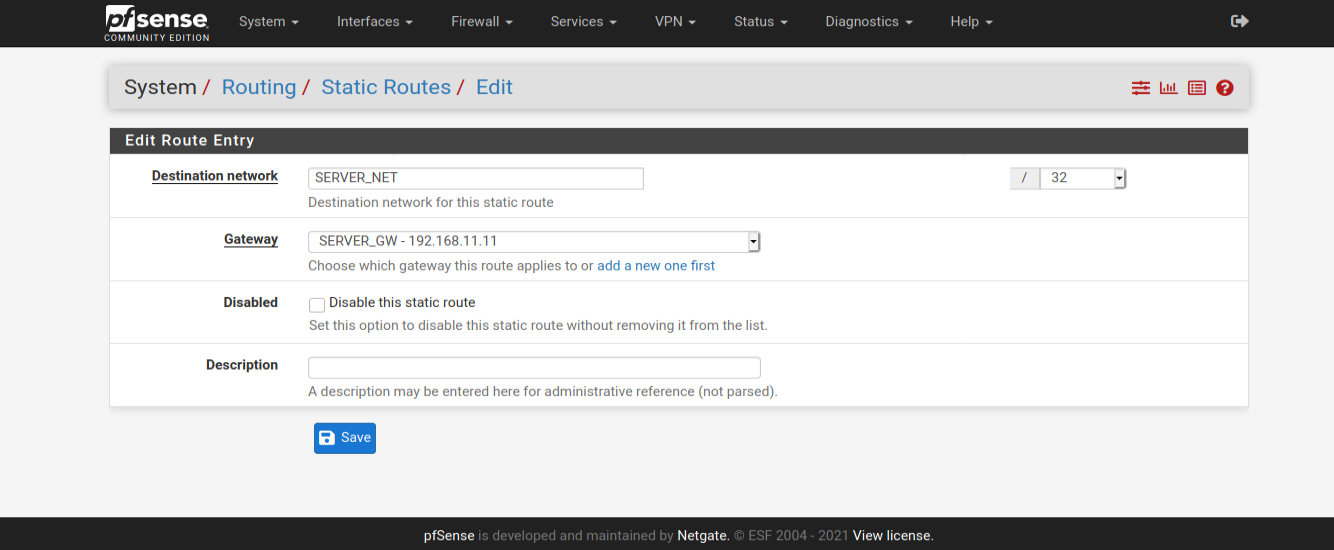 pfsense
COMMUNITY EDITION
System Interfaces Firewall Services VPN Status Diagnostics Help
System / Routing / Static Routes / Edit
Edit Route Entry
Destination network SERVER_NET / 32
Destination network for this static route
Gateway SERVER_GW - 192.168.11.11
Choose which gateway this route applies to or add a new one first
Disabled Disable this static route
Set this option to disable this static route without removing it from the list.
Description
A description may be entered here for administrative reference (not parsed).
Save
pfSense is developed and maintained by Netgate. © ESF 2004 - 2021 View license.